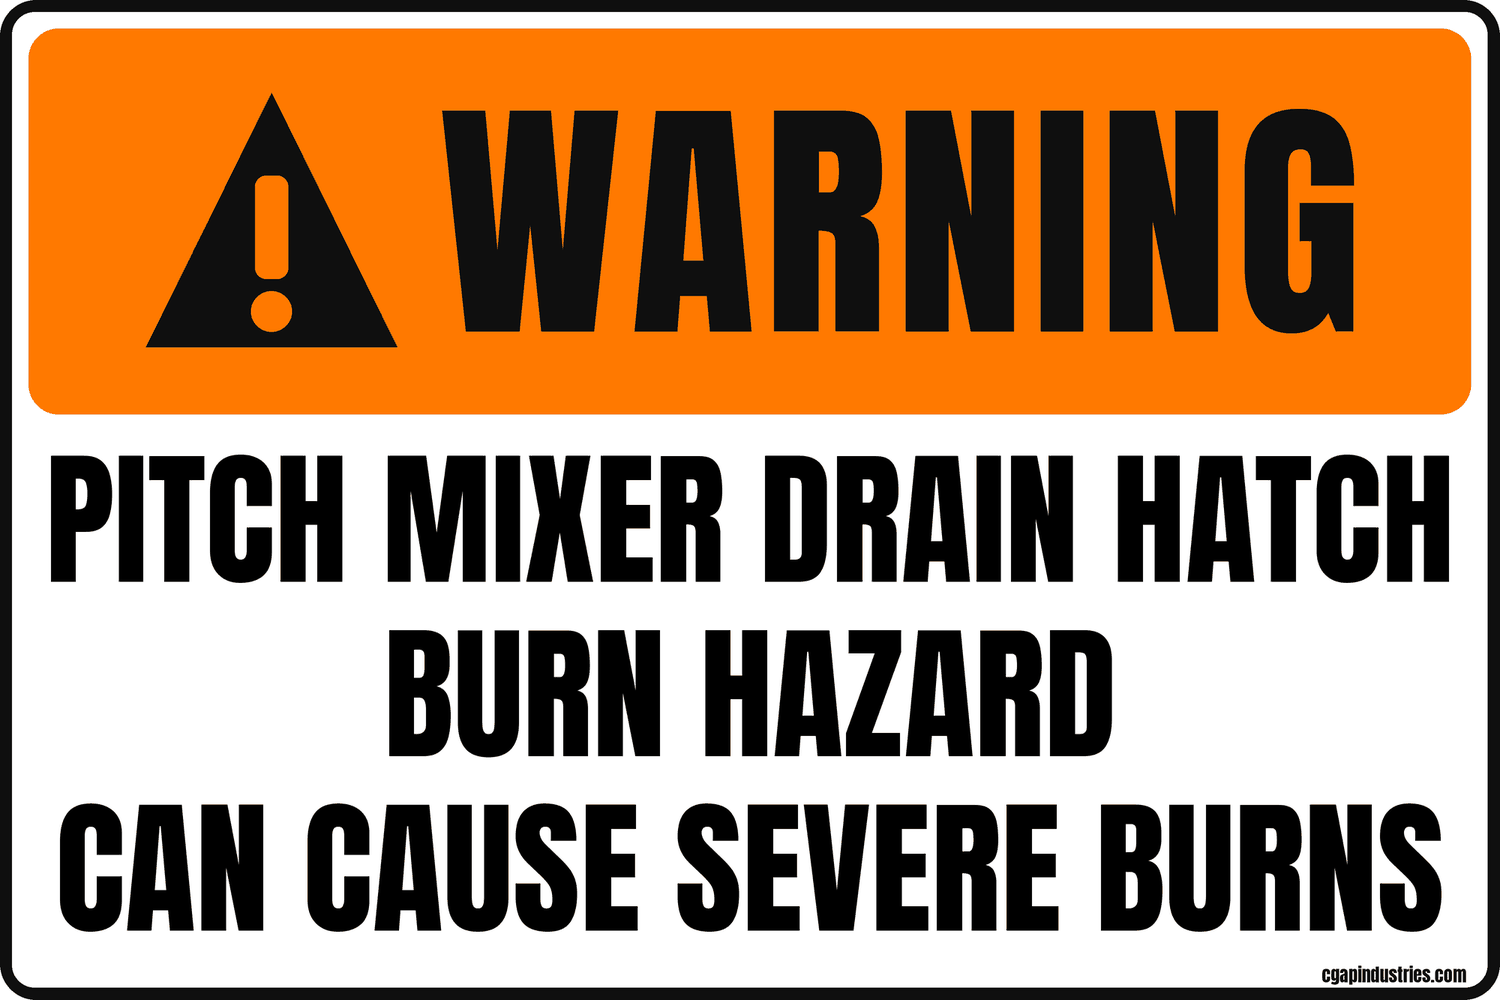 WARNING
PITCH MIXER DRAIN HATCH
BURN HAZARD
CAN CAUSE SEVERE BURNS
cgapindustries.com